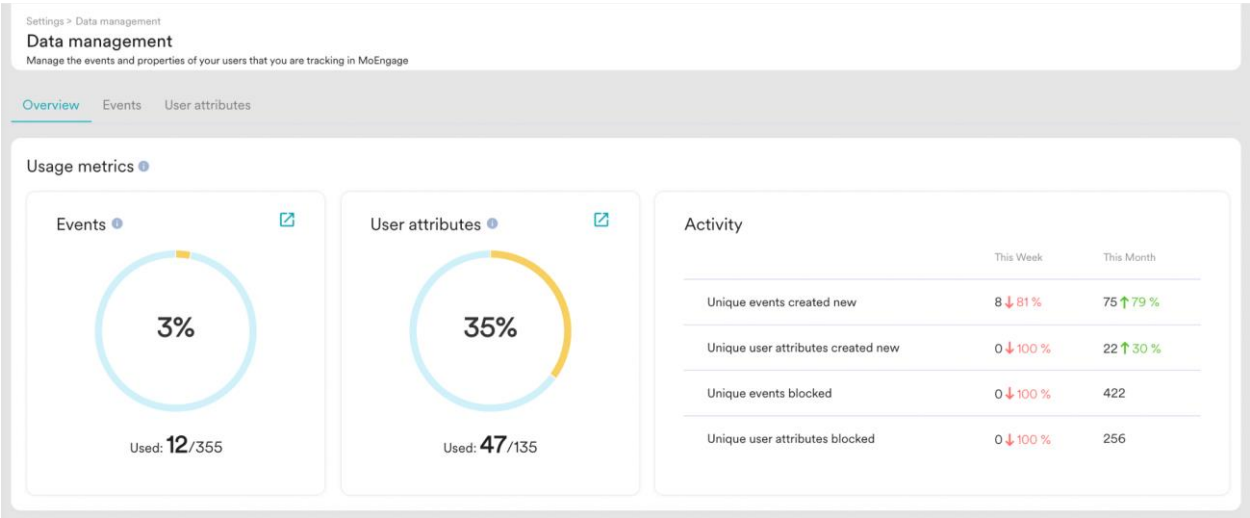 Settings > Data management
Data management
Manage the events and properties of your users that you are tracking in MoEngage
Overview Events User attributes
Usage metrics
Events
3%
Used: 12/355
User attributes
35%
Used: 47/135
Activity
This Week This Month
Unique events created new 8 ↓ 81 % 75 ↑ 79 %
Unique user attributes created new 0 ↓ 100 % 22 ↑ 30 %
Unique events blocked 0 ↓ 100 % 422
Unique user attributes blocked 0 ↓ 100 % 256